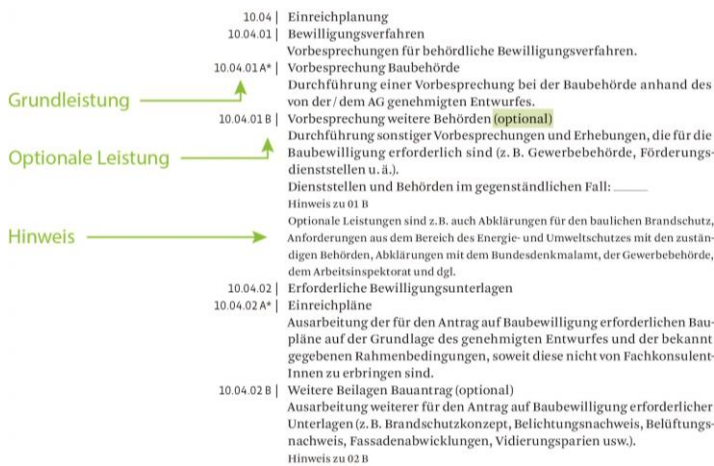 10.04 | Einreichplanung
10.04.01 | Bewilligungsverfahren
Vorbesprechungen für behördliche Bewilligungsverfahren.
10.04.01 A* | Vorbesprechung Baubehörde
Durchführung einer Vorbesprechung bei der Baubehörde anhand des
Grundleistung
von der/dem AG genehmigten Entwurfes.
10.04.01 B | Vorbesprechung weitere Behörden (optional)
Durchführung sonstiger Vorbesprechungen und Erhebungen, die für die
Optionale Leistung
Baubewilligung erforderlich sind (z. B. Gewerbebehörde, Förderungs-
dienststellen u. ä.).
Dienststellen und Behörden im gegenständlichen Fall: _____
Hinweis zu 01 B
Optionale Leistungen sind z.B. auch Abklärungen für den baulichen Brandschutz,
Hinweis
Anforderungen aus dem Bereich des Energie- und Umweltschutzes mit den zustän-
digen Behörden, Abklärungen mit dem Bundesdenkmalamt, der Gewerbebehörde,
dem Arbeitsinspektorat und dgl.
10.04.02 | Erforderliche Bewilligungsunterlagen
10.04.02 A* | Einreichpläne
Ausarbeitung der für den Antrag auf Baubewilligung erforderlichen Bau-
pläne auf der Grundlage des genehmigten Entwurfes und der bekannt
gegebenen Rahmenbedingungen, soweit diese nicht von Fachkonsulent-
Innen zu erbringen sind.
10.04.02 B | Weitere Beilagen Bauantrag (optional)
Ausarbeitung weiterer für den Antrag auf Baubewilligung erforderlicher
Unterlagen (z. B. Brandschutzkonzept, Belichtungsnachweis, Belüftungs-
nachweis, Fassadenabwicklungen, Vidierungsparien usw.).
Hinweis zu 02 B